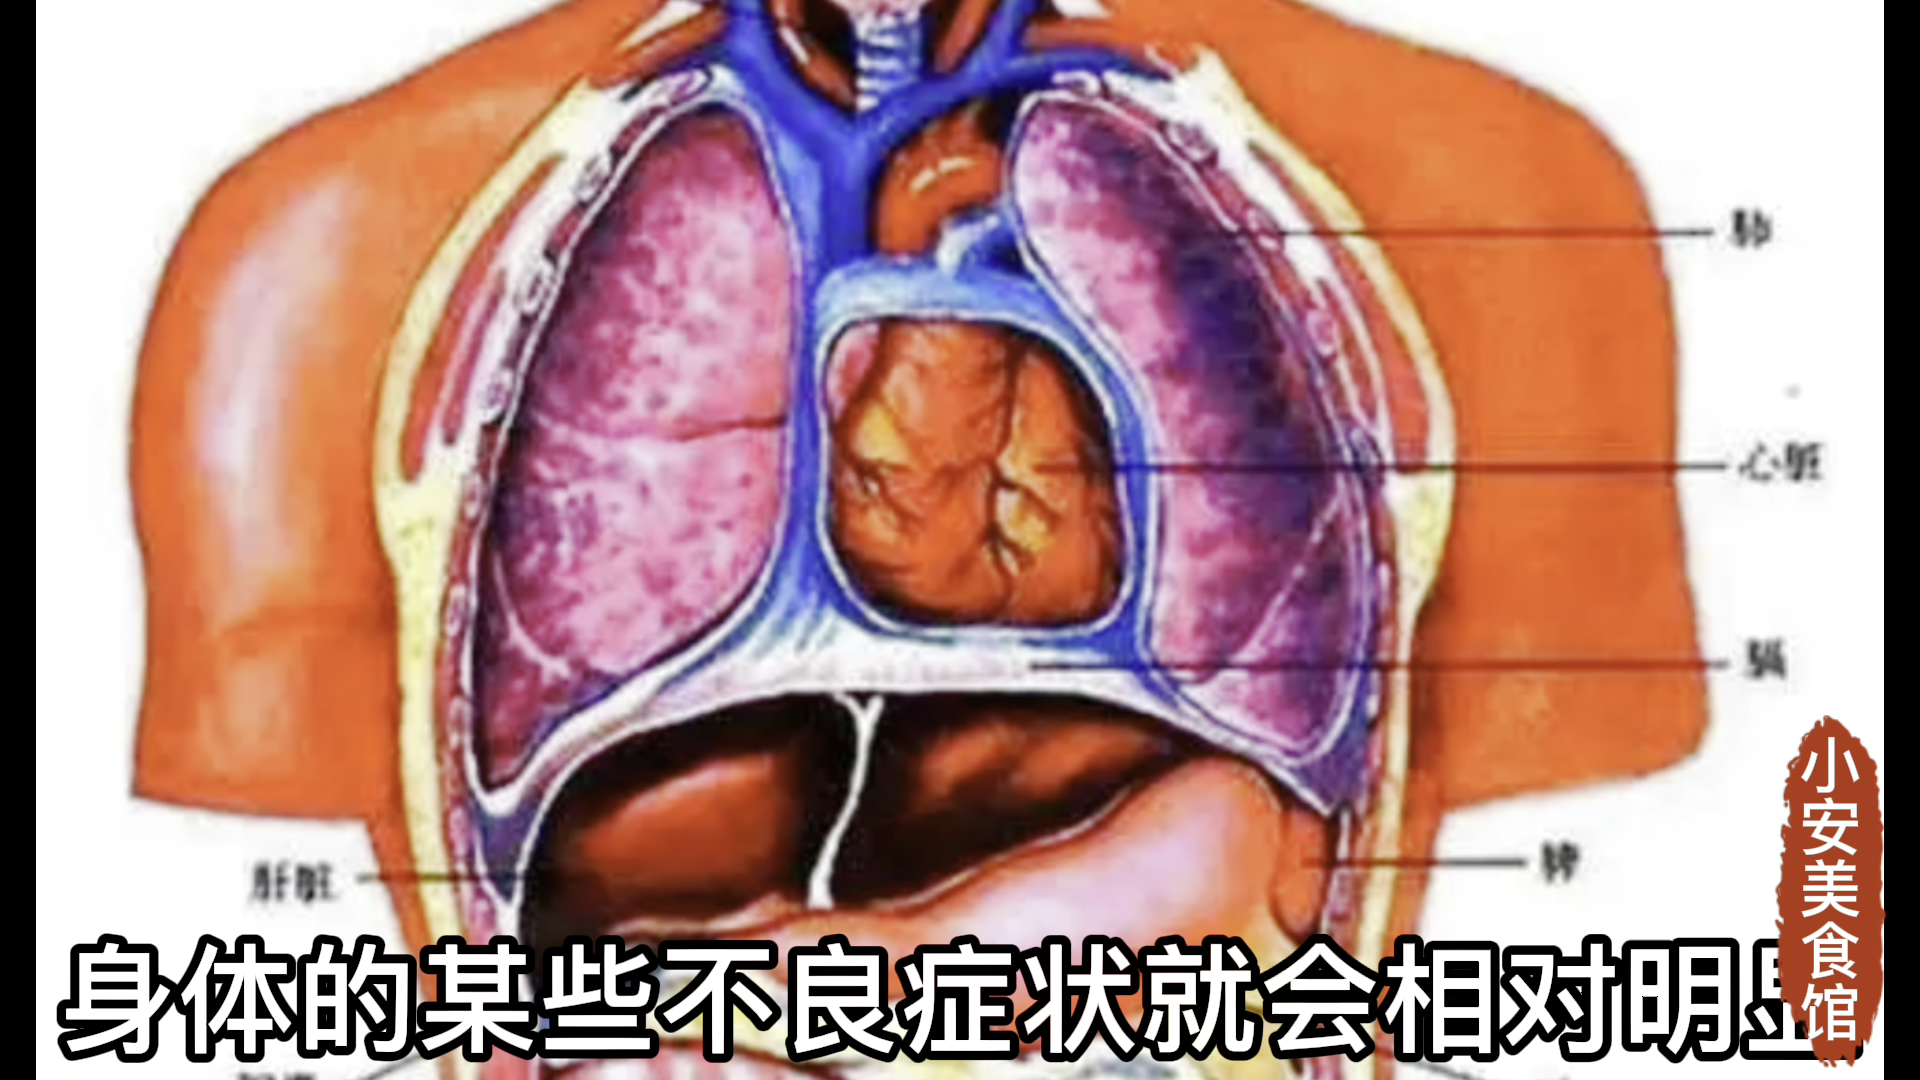 肺
心脏
膈
脾
肝脏
身体的某些不良症状就会相对明显
小安美食馆